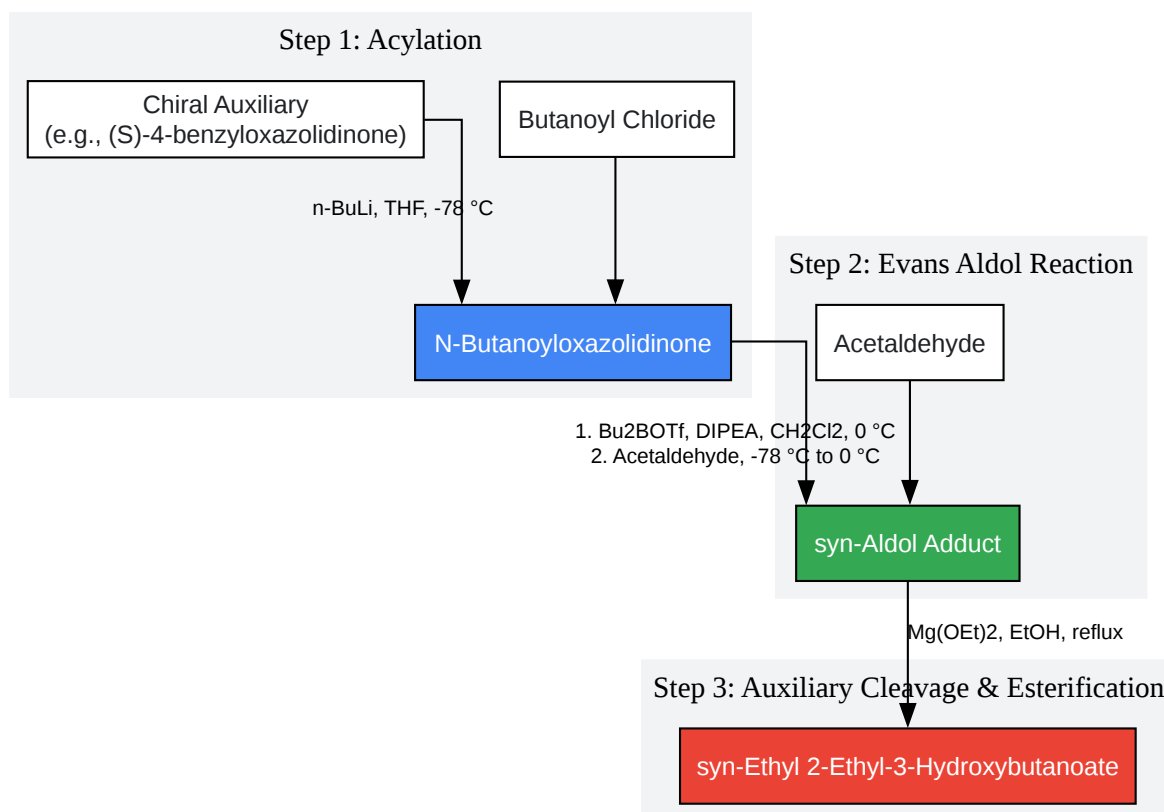 Step 1: Acylation
Chiral Auxiliary
(e.g., (S)-4-benzyloxazolidinone)
Butanoyl Chloride
n-BuLi, THF, -78 °C
N-Butanoyloxazolidinone
Step 2: Evans Aldol Reaction
Acetaldehyde
1. Bu2BOTf, DIPEA, CH2Cl2, 0 °C
2. Acetaldehyde, -78 °C to 0 °C
syn-Aldol Adduct
Mg(OEt)2, EtOH, reflux
Step 3: Auxiliary Cleavage & Esterification
syn-Ethyl 2-Ethyl-3-Hydroxybutanoate